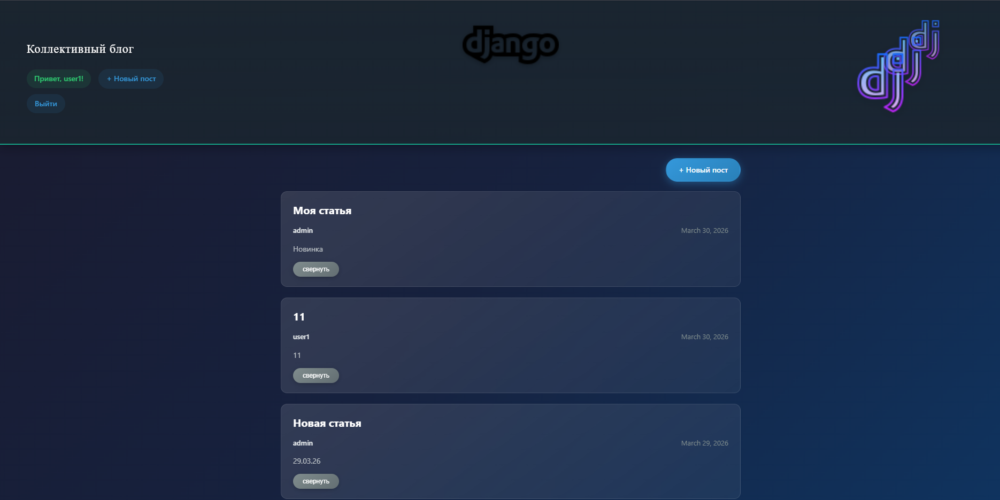 django
dj
dj
dj
Коллективный блог
Привет, user1!
+ Новый пост
Выйти
+ Новый пост
Моя статья
admin
March 30, 2026
Новинка
свернуть
11
user1
March 30, 2026
11
свернуть
Новая статья
admin
March 29, 2026
29.03.26
свернуть